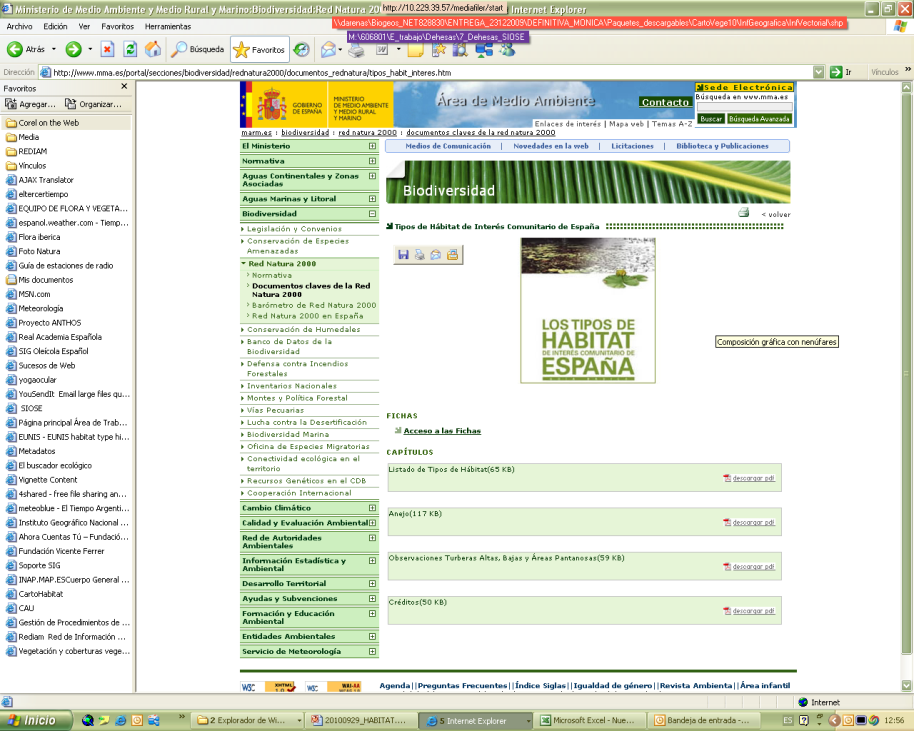 Ministerio de Medio Ambiente y Medio Rural y Marino:Biodiversidad:Red Natura 20
http://10.229.39.57/mediafiler/start
Internet Explorer
\\darenas\Biogeos_NET828830\ENTREGA_23122009\DEFINITIVA_MONICA\Paquetes_descargables\CartoVege10\InfGeografica\InfVectorial\shp
M:\606801\E_trabajo\Dehesas\7_Dehesas_SIOSE
Archivo Edición Ver Favoritos Herramientas
Atrás Búsqueda Favoritos
Dirección http://www.mma.es/portal/secciones/biodiversidad/rednatura2000/documentos_rednatura/tipos_habit_interes.htm Ir Vínculos »
Favoritos
Agregar... Organizar...
Corel on the Web
Media
REDIAM
Vínculos
AJAX Translator
eltercertiempo
EQUIPO DE FLORA Y VEGETA...
espanol.weather.com - Tiemp...
Flora iberica
Foto Natura
Guía de estaciones de radio
Mis documentos
MSN.com
Meteorología
Proyecto ANTHOS
Real Academia Española
SIG Oleícola Español
Sucesos de Web
yogaocular
YouSendIt Email large files qu...
SIOSE
Página principal Área de Trab...
EUNIS - EUNIS habitat type hi...
Metadatos
El buscador ecológico
Vignette Content
4shared - free file sharing an...
meteoblue - El Tiempo Argenti...
Instituto Geográfico Nacional ...
Ahora Cuentas Tú – Fundació...
Fundación Vicente Ferrer
Soporte SIG
INAP.MAP.ESCuerpo General ...
CartoHabitat
CAU
Gestión de Procedimientos de ...
Rediam Red de Información ...
Vegetación y coberturas vege...
GOBIERNO
DE ESPAÑA
MINISTERIO
DE MEDIO AMBIENTE
Y MEDIO RURAL
Y MARINO
Área de Medio Ambiente
Contacto
Sede Electrónica
Búsqueda en www.mma.es
Buscar Búsqueda Avanzada
Enlaces de interés | Mapa web | Temas A-Z
marm.es : biodiversidad : red natura 2000 : documentos claves de la red natura 2000
El Ministerio
Normativa
Aguas Continentales y Zonas
Asociadas
Aguas Marinas y Litoral
Biodiversidad
Legislación y Convenios
Conservación de Especies
Amenazadas
Red Natura 2000
Normativa
Documentos claves de la Red
Natura 2000
Barómetro de Red Natura 2000
Red Natura 2000 en España
Conservación de Humedales
Banco de Datos de la
Biodiversidad
Defensa contra Incendios
Forestales
Inventarios Nacionales
Montes y Política Forestal
Vías Pecuarias
Lucha contra la Desertificación
Biodiversidad Marina
Oficina de Especies Migratorias
Conectividad ecológica en el
territorio
Recursos Genéticos en el CDB
Cooperación Internacional
Cambio Climático
Calidad y Evaluación Ambiental
Red de Autoridades
Ambientales
Información Estadística y
Ambiental
Desarrollo Territorial
Ayudas y Subvenciones
Formación y Educación
Ambiental
Entidades Ambientales
Servicio de Meteorología
Medios de Comunicación | Novedades en la web | Licitaciones | Biblioteca y Publicaciones
Biodiversidad
< volver
Tipos de Hábitat de Interés Comunitario de España
LOS TIPOS DE
HÁBITAT
DE INTERÉS COMUNITARIO DE
ESPAÑA
Composición gráfica con nenúfares
FICHAS
Acceso a las Fichas
CAPÍTULOS
Listado de Tipos de Hábitat(65 KB)
descargar pdf
Anejo(117 KB)
descargar pdf
Observaciones Turberas Altas, Bajas y Áreas Pantanosas(59 KB)
descargar pdf
Créditos(50 KB)
descargar pdf
W3C XHTML 1.0 W3C WAI-AA
Agenda||Preguntas Frecuentes||Índice Siglas||Igualdad de género||Revista Ambienta||Área infantil
Internet
Inicio » 2 Explorador de Wi... 20100929_HABITAT.... 5 Internet Explorer Microsoft Excel - Nue... Bandeja de entrada -... ES 12:56